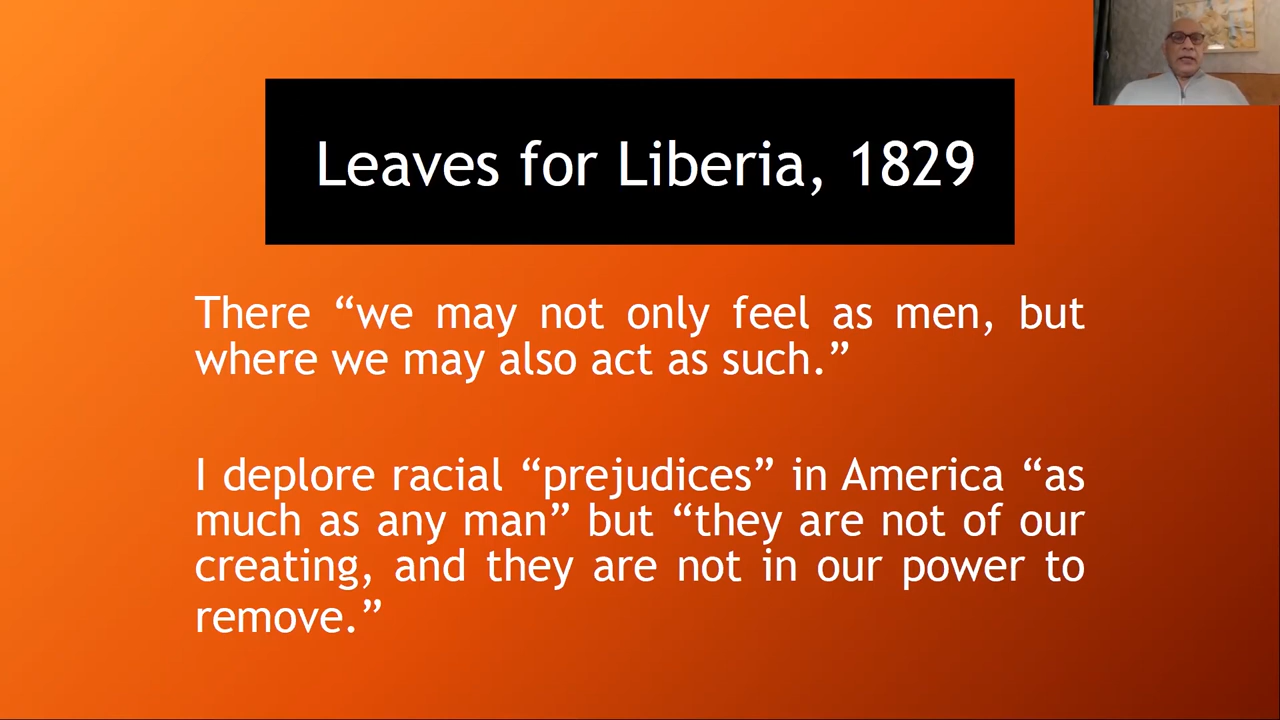 Leaves for Liberia, 1829
There “we may not only feel as men, but
where we may also act as such.”
I deplore racial “prejudices” in America “as
much as any man” but “they are not of our
creating, and they are not in our power to
remove.”